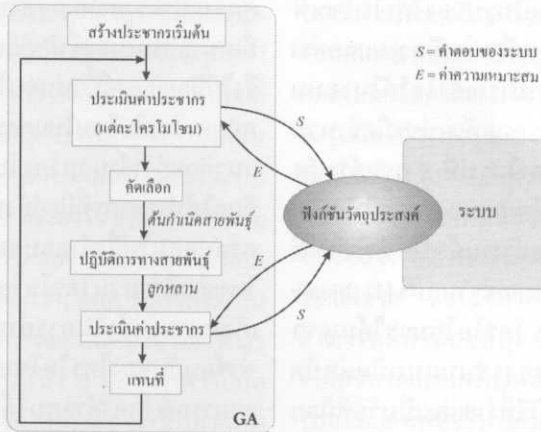 สร้างประชากรเริ่มต้น
S = คำตอบของระบบ
E = ค่าความเหมาะสม
ประเมินค่าประชากร
(แต่ละโครโมโซม)
S
E
คัดเลือก
ต้นกำเนิดสายพันธุ์
ฟังก์ชันวัตถุประสงค์
ระบบ
ปฏิบัติการทางสายพันธุ์
E
ลูกหลาน
S
ประเมินค่าประชากร
แทนที่
GA